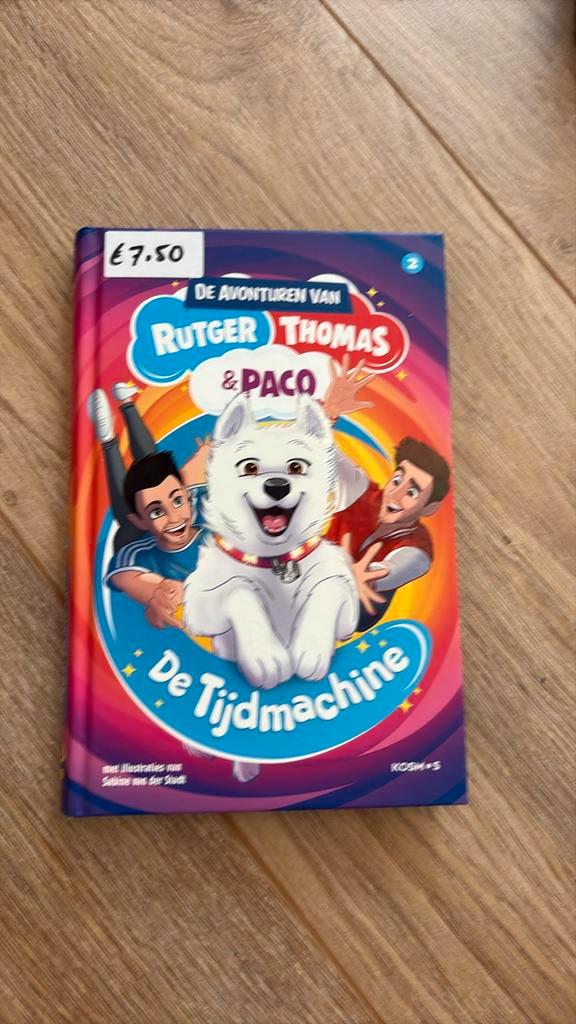 €7.50
2
DE AVONTUREN VAN
RUTGER THOMAS
& PACO
De Tijdmachine
met illustraties van
Sabine van der Stadt
KOSMOS